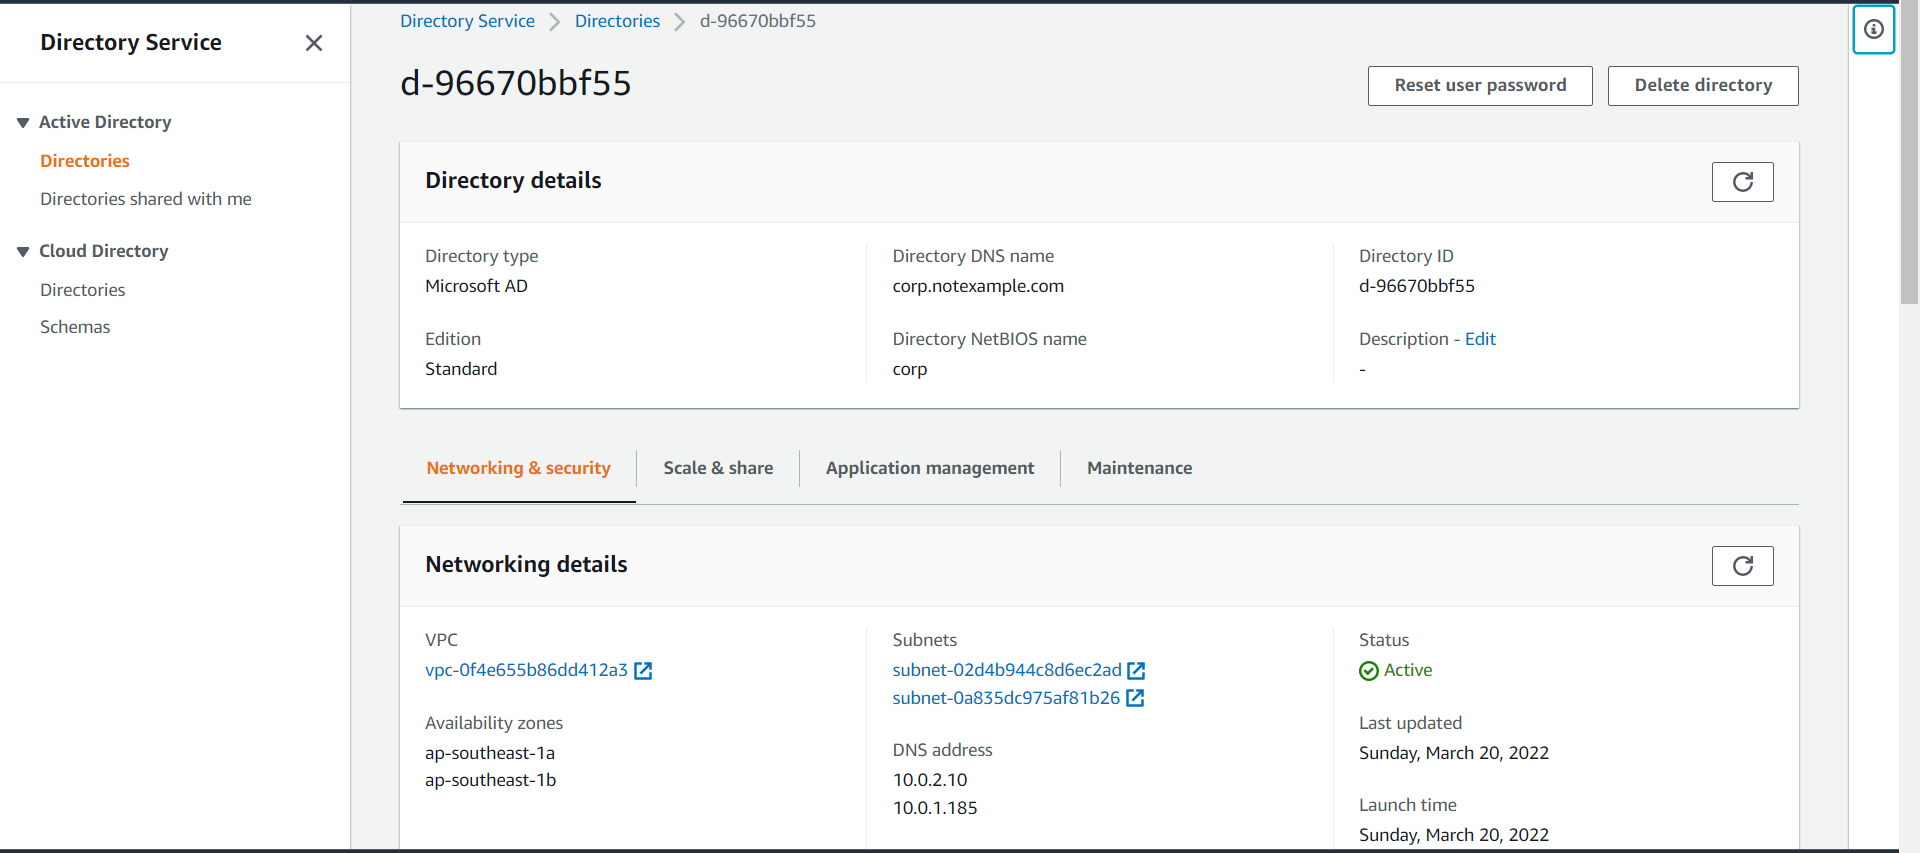 Directory Service
Active Directory
Directories
Directories shared with me
Cloud Directory
Directories
Schemas
Directory Service > Directories > d-96670bbf55
d-96670bbf55
Reset user password
Delete directory
Directory details
Directory type
Microsoft AD
Edition
Standard
Directory DNS name
corp.notexample.com
Directory NetBIOS name
corp
Directory ID
d-96670bbf55
Description - Edit
-
Networking & security
Scale & share
Application management
Maintenance
Networking details
VPC
vpc-0f4e655b86dd412a3
Availability zones
ap-southeast-1a
ap-southeast-1b
Subnets
subnet-02d4b944c8d6ec2ad
subnet-0a835dc975af81b26
DNS address
10.0.2.10
10.0.1.185
Status
Active
Last updated
Sunday, March 20, 2022
Launch time
Sunday, March 20, 2022